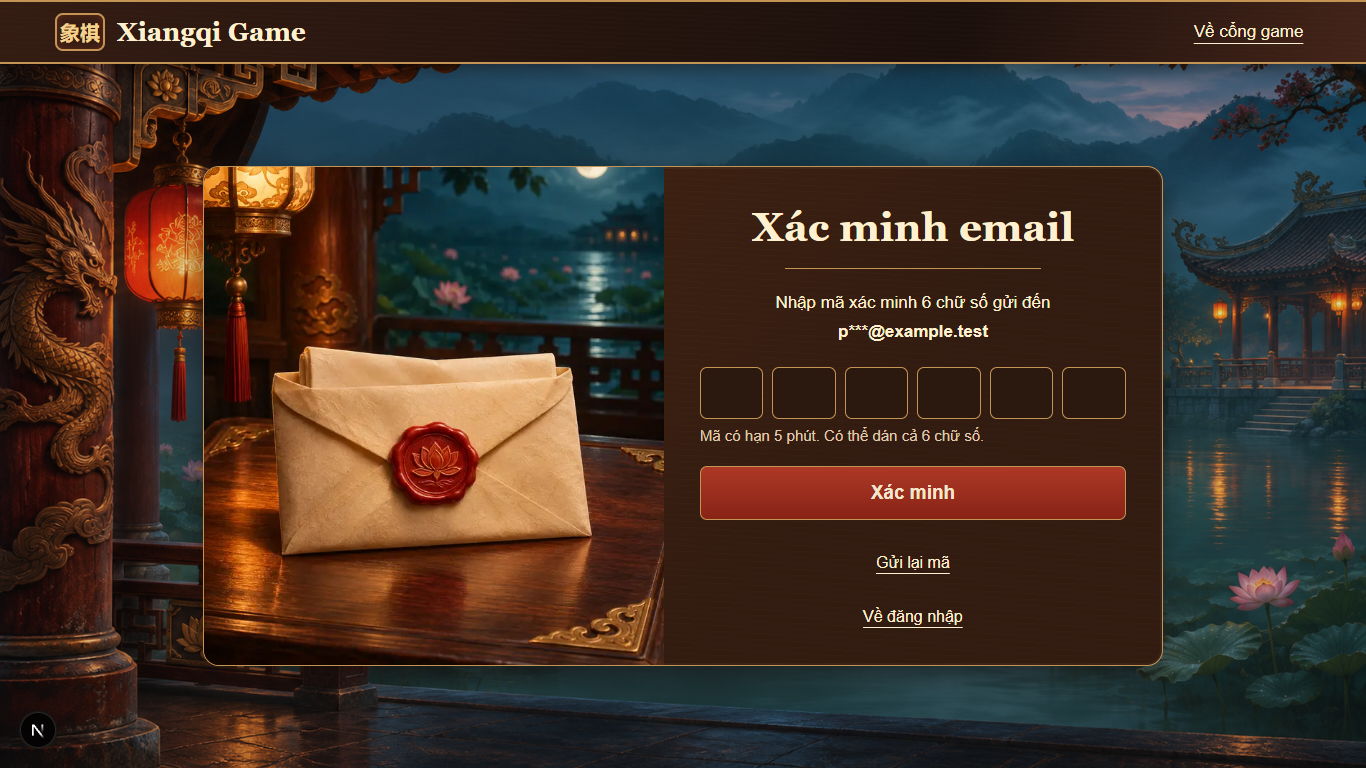 象棋 Xiangqi Game
Về cổng game
Xác minh email
Nhập mã xác minh 6 chữ số gửi đến
p***@example.test
Mã có hạn 5 phút. Có thể dán cả 6 chữ số.
Xác minh
Gửi lại mã
Về đăng nhập
N